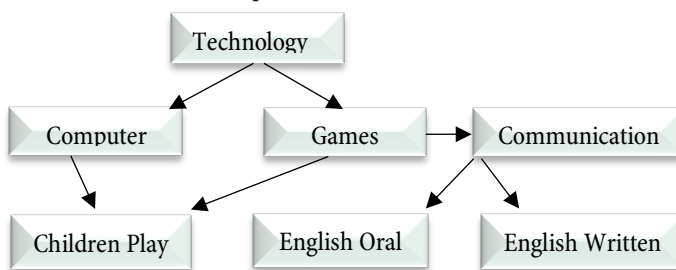 Technology
Computer
Games
Communication
Children Play
English Oral
English Written